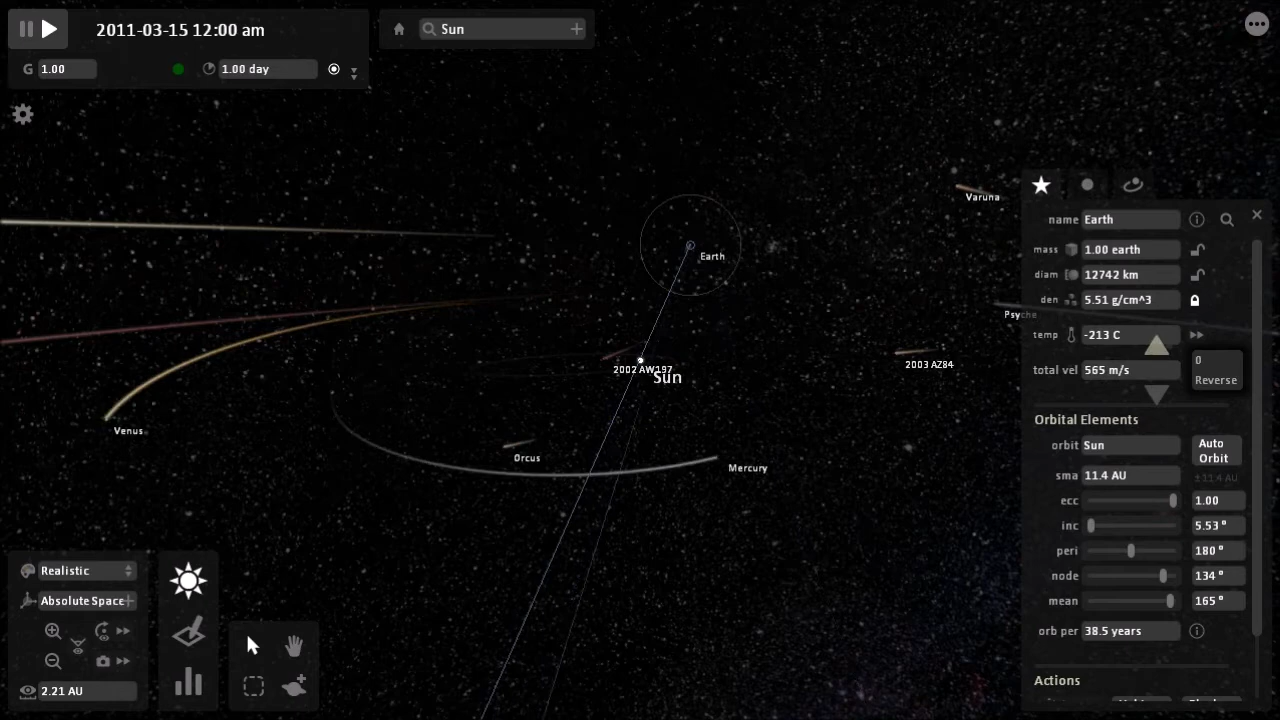 2011-03-15 12:00 am
Sun
G 1.00
1.00 day
Varuna
Earth
Psyche
2003 AZ84
2002 AW197
Sun
Venus
Orcus
Mercury
name Earth
mass 1.00 earth
diam 12742 km
den 5.51 g/cm^3
temp -213 C
total vel 565 m/s
0
Reverse
Orbital Elements
orbit Sun
Auto
Orbit
sma 11.4 AU ±11.4 AU
ecc 1.00
inc 5.53 °
peri 180 °
node 134 °
mean 165 °
orb per 38.5 years
Actions
Realistic
Absolute Space
2.21 AU